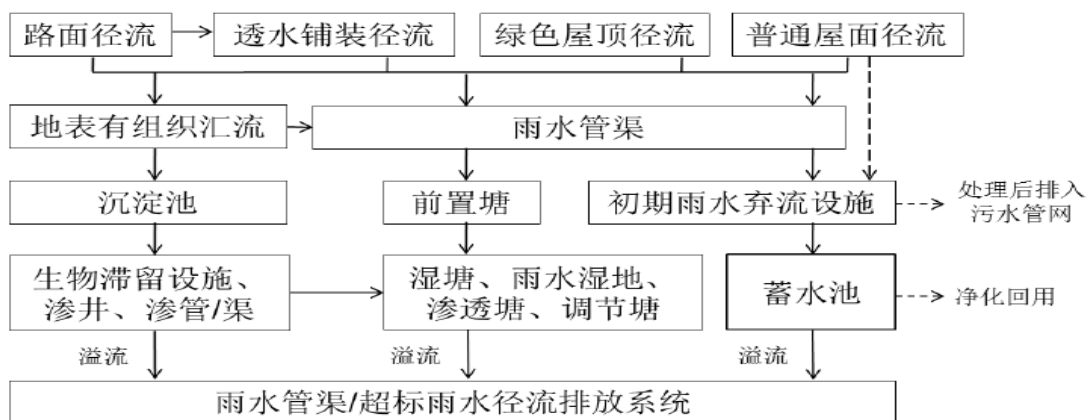 路面径流
透水铺装径流
绿色屋顶径流
普通屋面径流
地表有组织汇流
雨水管渠
沉淀池
前置塘
初期雨水弃流设施
处理后排入
污水管网
生物滞留设施、
渗井、渗管/渠
湿塘、雨水湿地、
渗透塘、调节塘
蓄水池
净化回用
溢流
溢流
溢流
雨水管渠/超标雨水径流排放系统